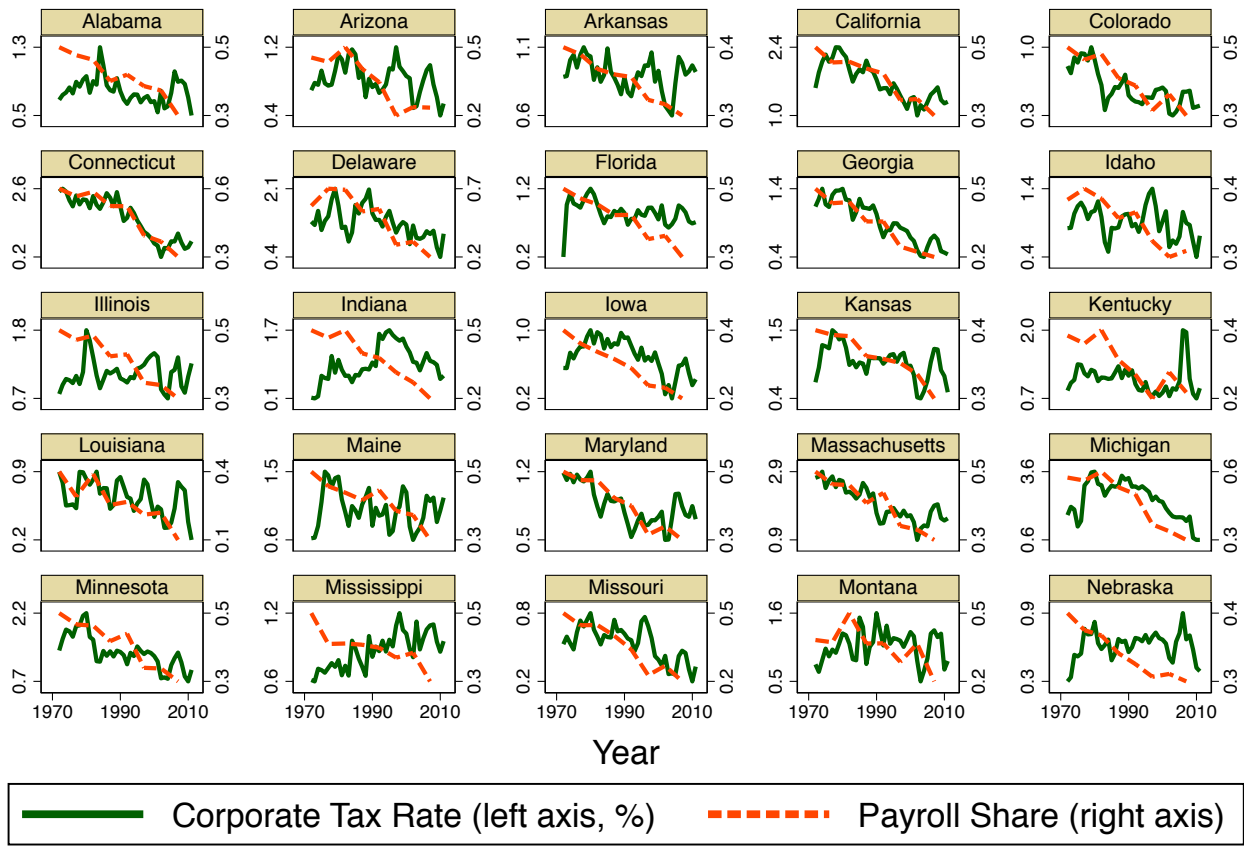 Alabama Arizona Arkansas California Colorado
1.3 0.5 1.2 0.5 1.1 0.4 2.4 0.5 1.0 0.5
0.5 0.3 0.4 0.2 0.6 0.3 1.0 0.3 0.3 0.3
Connecticut Delaware Florida Georgia Idaho
2.6 0.6 2.1 0.7 1.2 0.5 1.4 0.5 1.4 0.4
0.2 0.3 0.4 0.2 0.2 0.3 0.4 0.2 0.4 0.3
Illinois Indiana Iowa Kansas Kentucky
1.8 0.5 1.7 0.5 1.0 0.4 1.5 0.4 2.0 0.4
0.7 0.3 0.1 0.2 0.2 0.2 0.4 0.3 0.7 0.2
Louisiana Maine Maryland Massachusetts Michigan
0.9 0.4 1.5 0.5 1.2 0.5 2.9 0.5 3.6 0.6
0.2 0.1 0.6 0.3 0.5 0.3 0.9 0.3 0.6 0.3
Minnesota Mississippi Missouri Montana Nebraska
2.2 0.5 1.2 0.5 0.8 0.5 1.6 0.4 0.9 0.4
0.7 0.3 0.6 0.3 0.2 0.2 0.5 0.2 0.3 0.3
1970 1990 2010 1970 1990 2010 1970 1990 2010 1970 1990 2010 1970 1990 2010
Year
Corporate Tax Rate (left axis, %) Payroll Share (right axis)